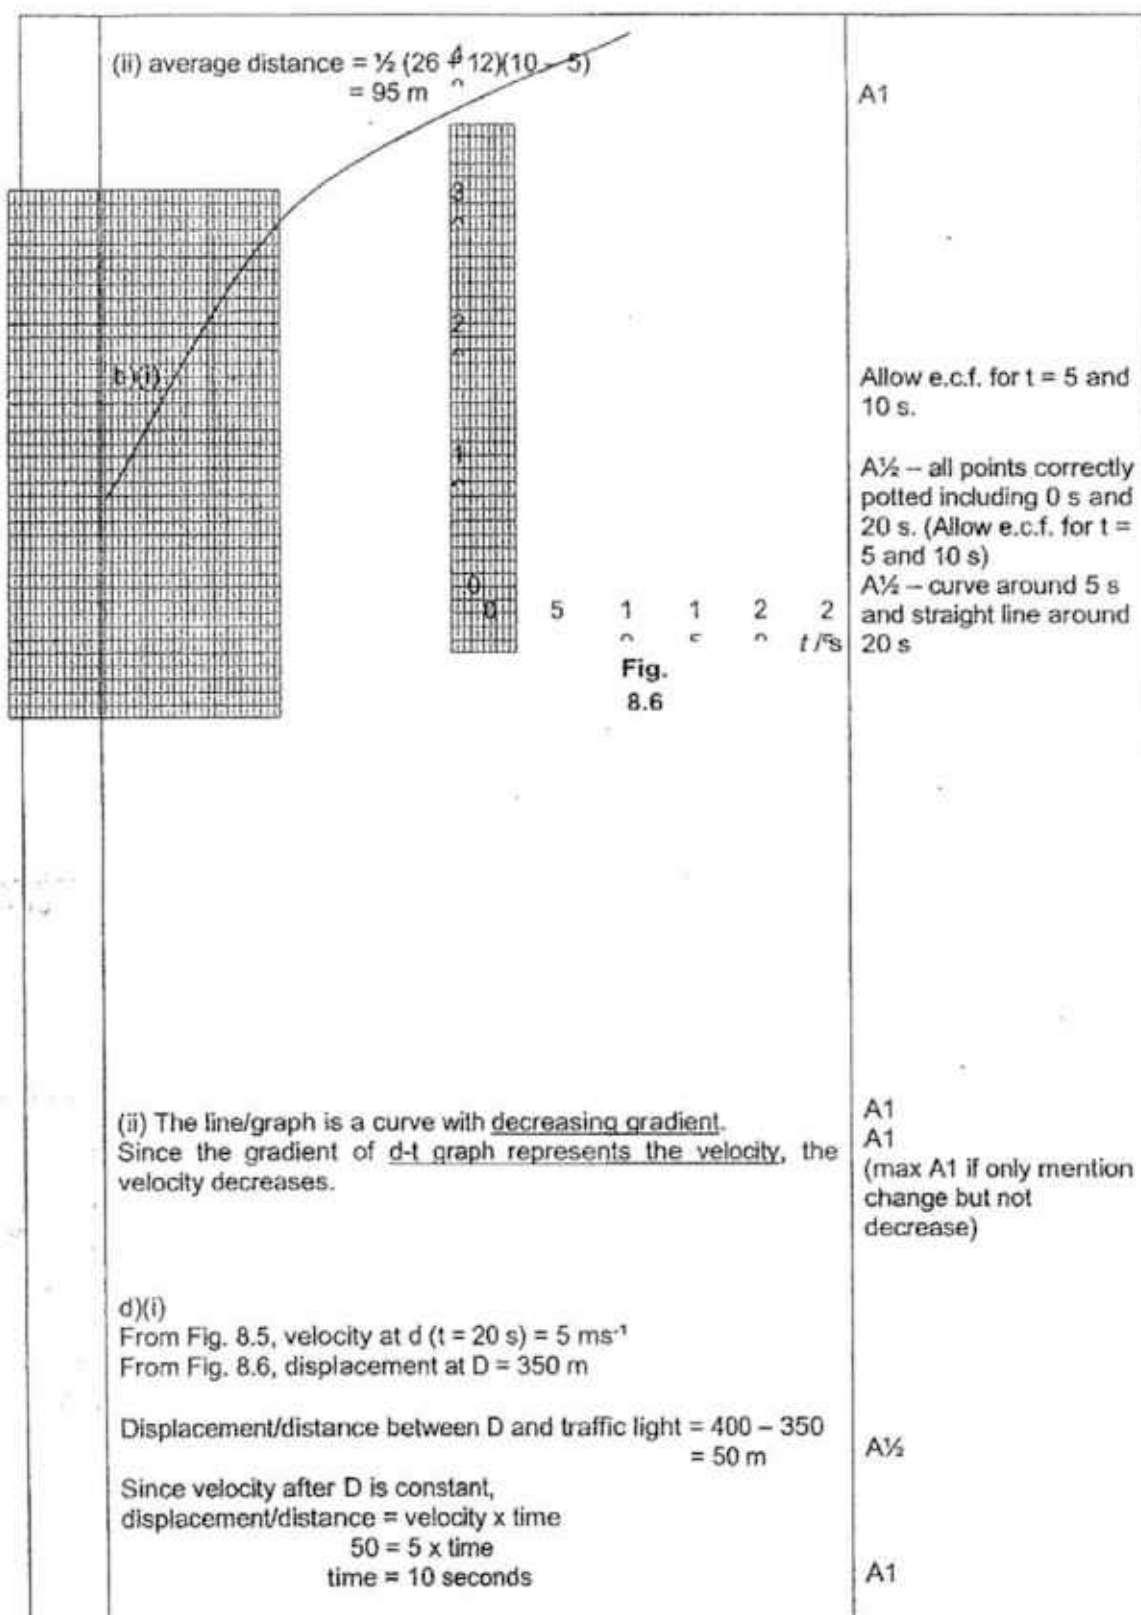 (ii) average distance = ½ (26 + 12)(10 – 5)
= 95 m
A1
4
3
2
1
0
b)(i)
0 5 1 1 2 2
t / s
Fig.
8.6
Allow e.c.f. for t = 5 and
10 s.
A½ – all points correctly
potted including 0 s and
20 s. (Allow e.c.f. for t =
5 and 10 s)
A½ – curve around 5 s
and straight line around
20 s
(ii) The line/graph is a curve with decreasing gradient.
Since the gradient of d-t graph represents the velocity, the
velocity decreases.
A1
A1
(max A1 if only mention
change but not
decrease)
d)(i)
From Fig. 8.5, velocity at d (t = 20 s) = 5 ms⁻¹
From Fig. 8.6, displacement at D = 350 m
Displacement/distance between D and traffic light = 400 – 350
= 50 m
A½
Since velocity after D is constant,
displacement/distance = velocity x time
50 = 5 x time
time = 10 seconds
A1